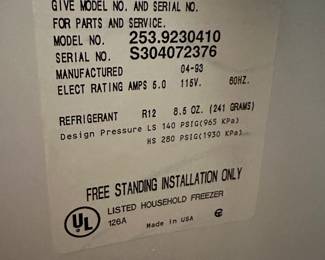 GIVE MODEL NO. AND SERIAL NO.
FOR PARTS AND SERVICE.
MODEL NO. 253.9230410
SERIAL NO. S304072376
MANUFACTURED 04-93
ELECT RATING AMPS 5.0 115V. 60HZ.
REFRIGERANT R12 8.5 OZ. (241 GRAMS)
Design Pressure LS 140 PSIG(965 KPa)
HS 280 PSIG(1930 KPa)
FREE STANDING INSTALLATION ONLY
UL
LISTED HOUSEHOLD FREEZER
126A Made in USA